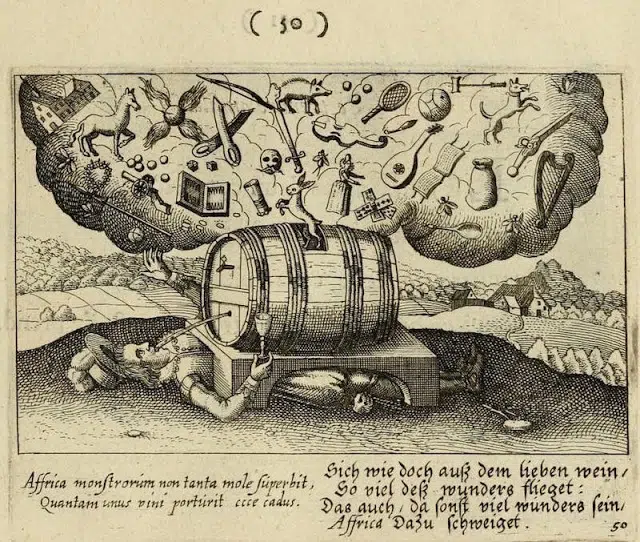 ( 50 )
Affrica monstrorum non tanta mole superbit,
Quantam unus vini porturit ecce cadus.
Sich wie doch auß dem lieben wein/
So viel deß wunders flieget:
Das auch/ da sonst viel wunders sein/
Affrica Dazu schweiget.
50